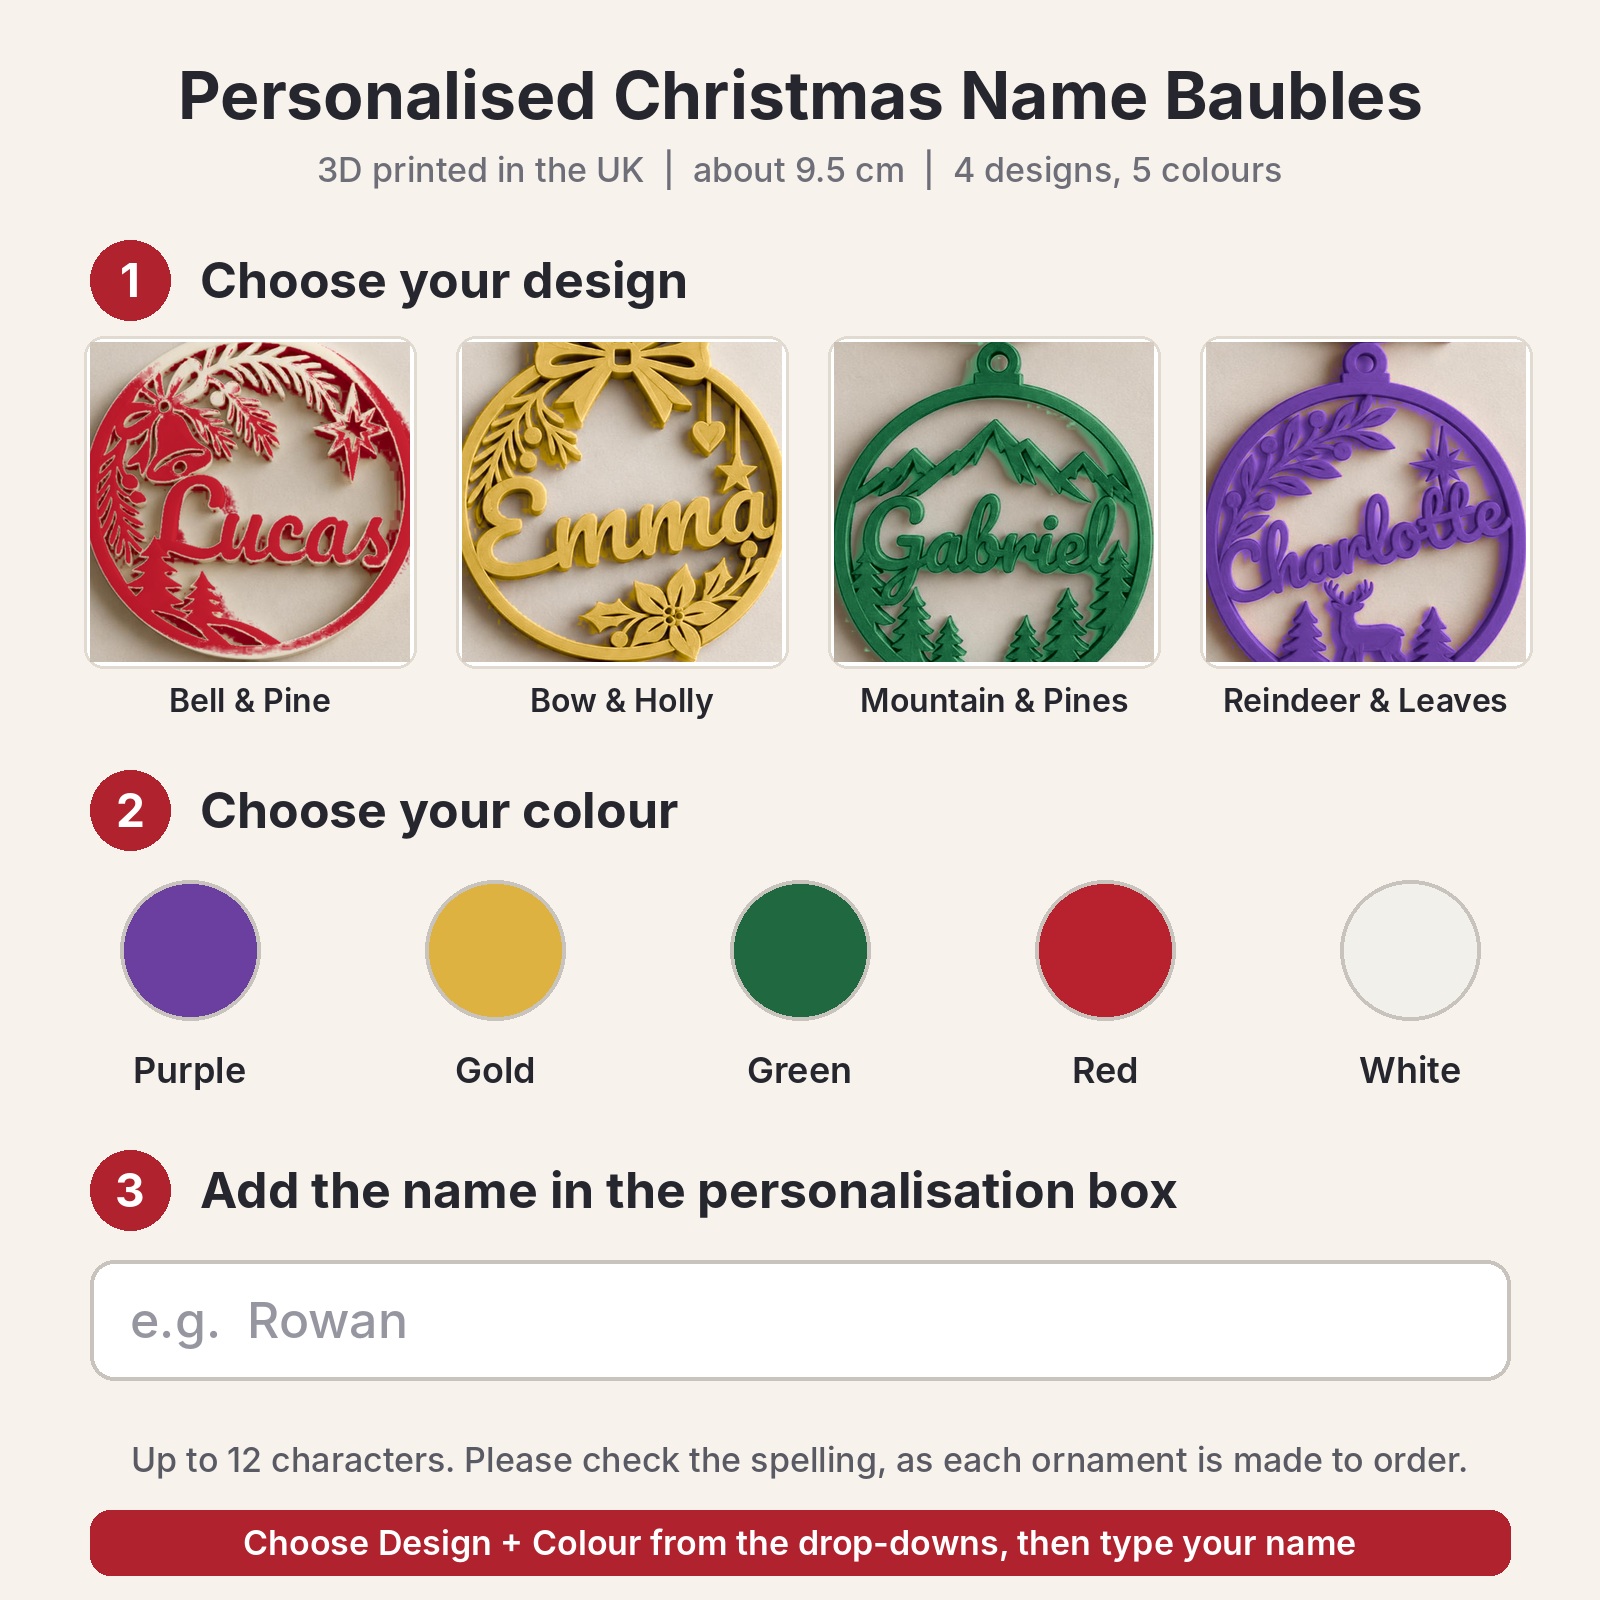 Personalised Christmas Name Baubles
3D printed in the UK | about 9.5 cm | 4 designs, 5 colours
1 Choose your design
Lucas
Emma
Gabriel
Charlotte
Bell & Pine
Bow & Holly
Mountain & Pines
Reindeer & Leaves
2 Choose your colour
Purple
Gold
Green
Red
White
3 Add the name in the personalisation box
e.g. Rowan
Up to 12 characters. Please check the spelling, as each ornament is made to order.
Choose Design + Colour from the drop-downs, then type your name